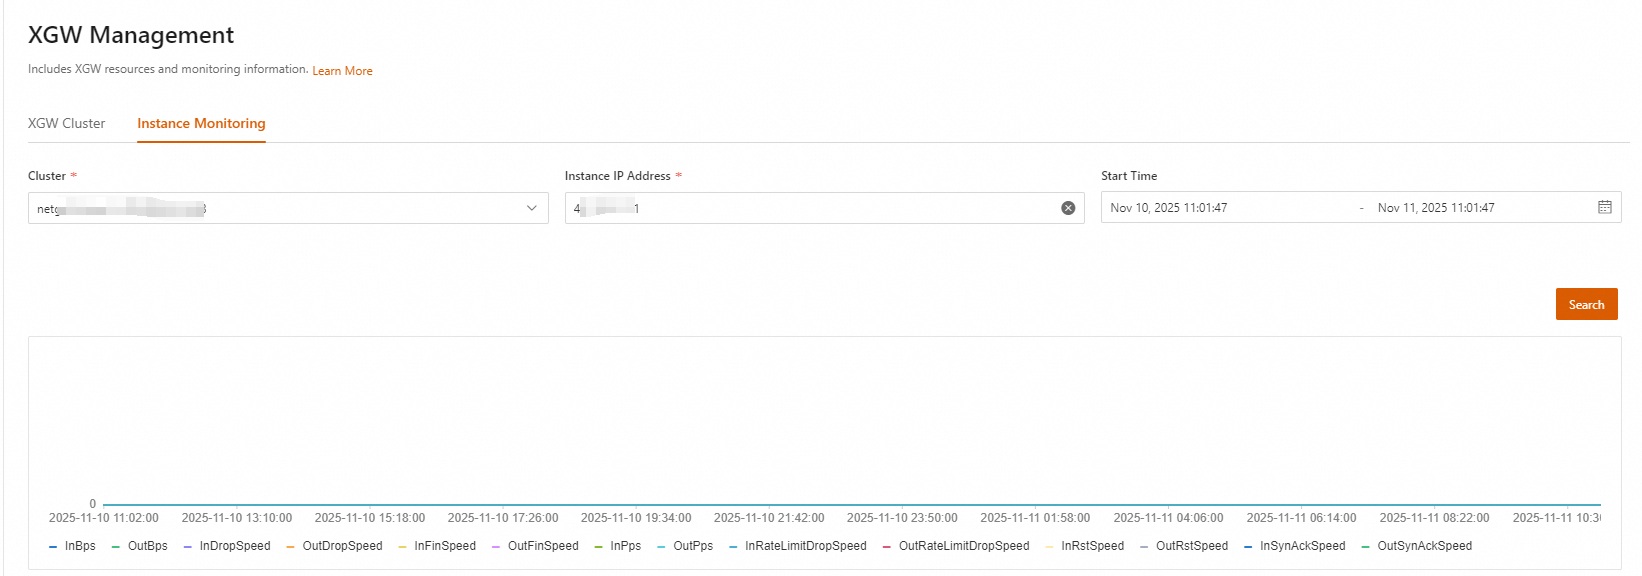 XGW Management
Includes XGW resources and monitoring information. Learn More
XGW Cluster Instance Monitoring
Cluster * Instance IP Address * Start Time
Nov 10, 2025 11:01:47 - Nov 11, 2025 11:01:47
Search
0
2025-11-10 11:02:00 2025-11-10 13:10:00 2025-11-10 15:18:00 2025-11-10 17:26:00 2025-11-10 19:34:00 2025-11-10 21:42:00 2025-11-10 23:50:00 2025-11-11 01:58:00 2025-11-11 04:06:00 2025-11-11 06:14:00 2025-11-11 08:22:00 2025-11-11 10:30
InBps OutBps InDropSpeed OutDropSpeed InFinSpeed OutFinSpeed InPps OutPps InRateLimitDropSpeed OutRateLimitDropSpeed InRstSpeed OutRstSpeed InSynAckSpeed OutSynAckSpeed